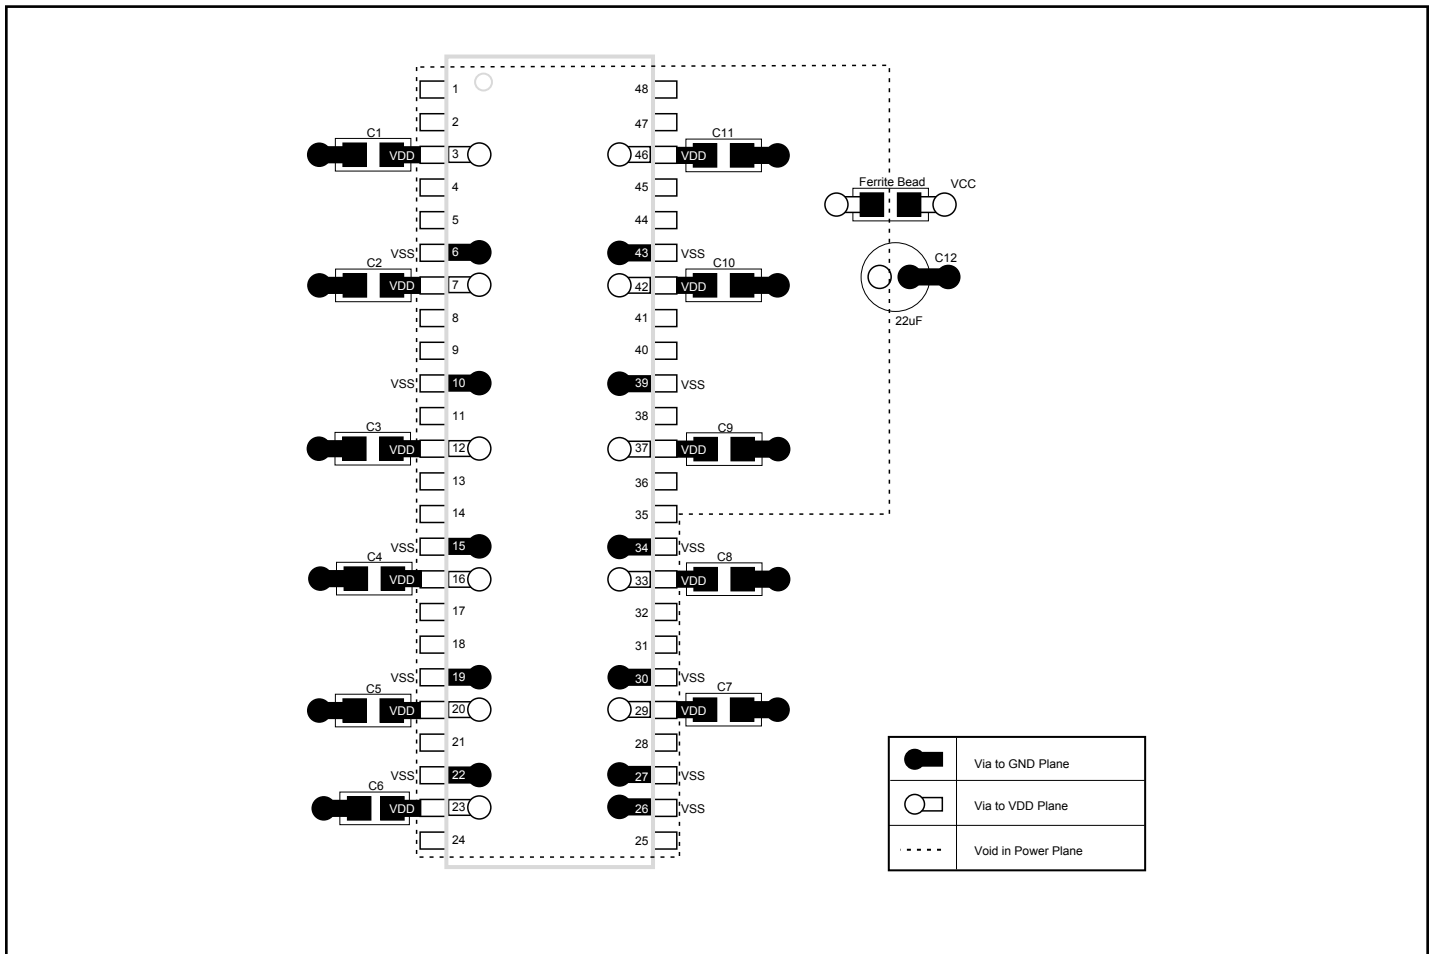 1 48
2 47
C1 C11
VDD 3 46 VDD
4 45
Ferrite Bead VCC
5 44
VSS 6 43 VSS
C2 C10 C12
VDD 7 42 VDD
8 41 22uF
9 40
VSS 10 39 VSS
11 38
C3 C9
VDD 12 37 VDD
13 36
14 35
VSS 15 34 VSS
C4 C8
VDD 16 33 VDD
17 32
18 31
VSS 19 30 VSS
C5 C7
VDD 20 29 VDD
21 28
VSS 22 27 VSS
C6
VDD 23 26 VSS
24 25
Via to GND Plane
Via to VDD Plane
Void in Power Plane